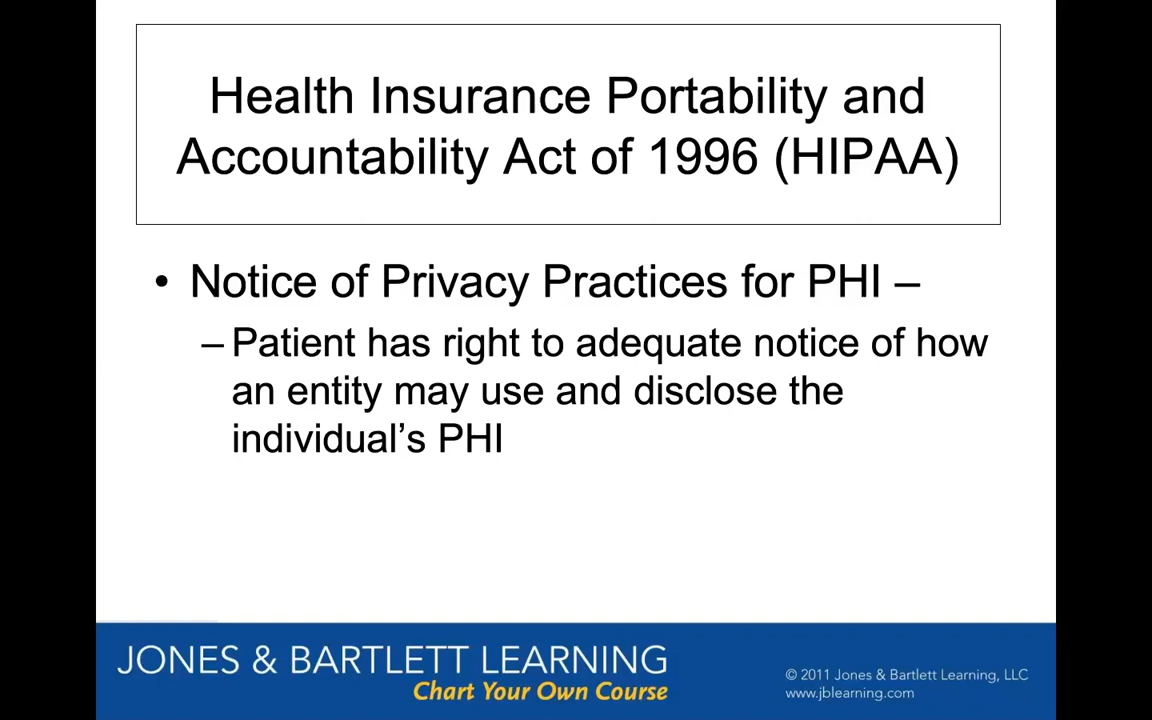 Health Insurance Portability and
Accountability Act of 1996 (HIPAA)
• Notice of Privacy Practices for PHI –
– Patient has right to adequate notice of how
an entity may use and disclose the
individual’s PHI
JONES & BARTLETT LEARNING
Chart Your Own Course
© 2011 Jones & Bartlett Learning, LLC
www.jblearning.com